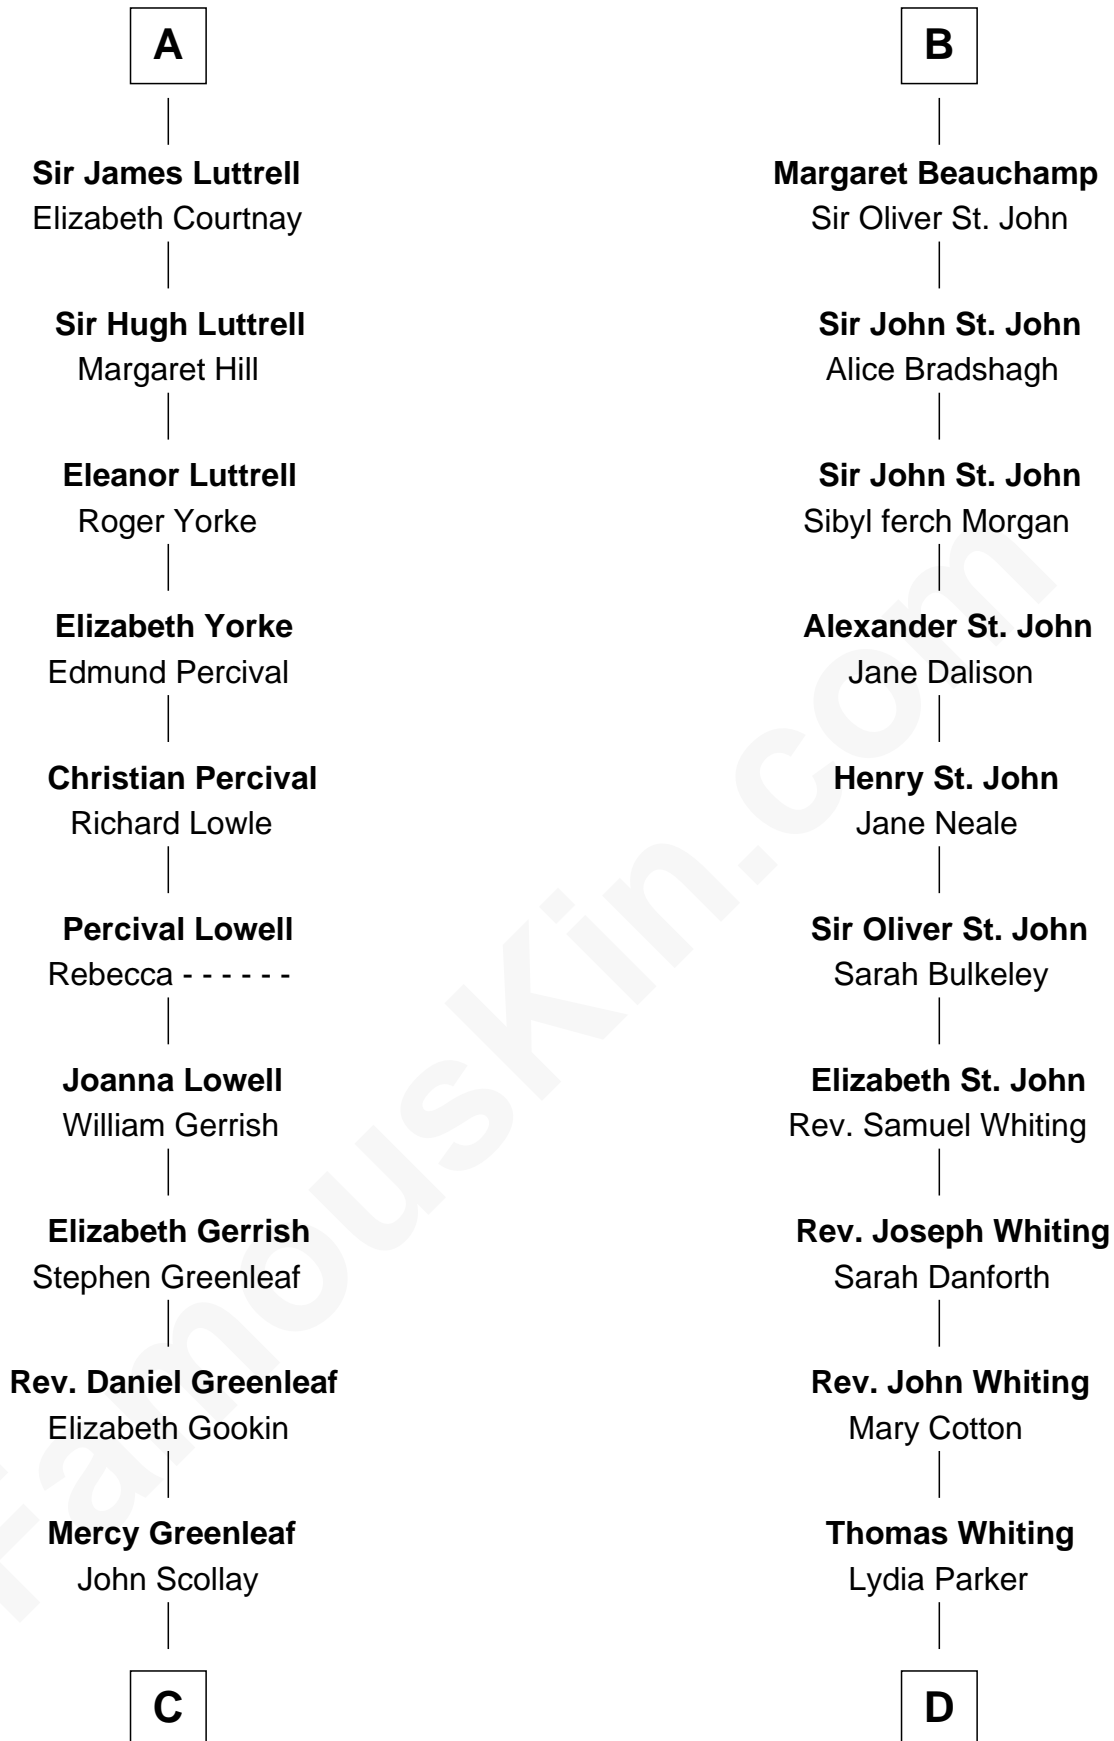 A
Sir James Luttrell
Elizabeth Courtnay
Sir Hugh Luttrell
Margaret Hill
Eleanor Luttrell
Roger Yorke
Elizabeth Yorke
Edmund Percival
Christian Percival
Richard Lowle
Percival Lowell
Rebecca - - - - - -
Joanna Lowell
William Gerrish
Elizabeth Gerrish
Stephen Greenleaf
Rev. Daniel Greenleaf
Elizabeth Gookin
Mercy Greenleaf
John Scollay
C
B
Margaret Beauchamp
Sir Oliver St. John
Sir John St. John
Alice Bradshagh
Sir John St. John
Sibyl ferch Morgan
Alexander St. John
Jane Dalison
Henry St. John
Jane Neale
Sir Oliver St. John
Sarah Bulkeley
Elizabeth St. John
Rev. Samuel Whiting
Rev. Joseph Whiting
Sarah Danforth
Rev. John Whiting
Mary Cotton
Thomas Whiting
Lydia Parker
D
FamousKin.com